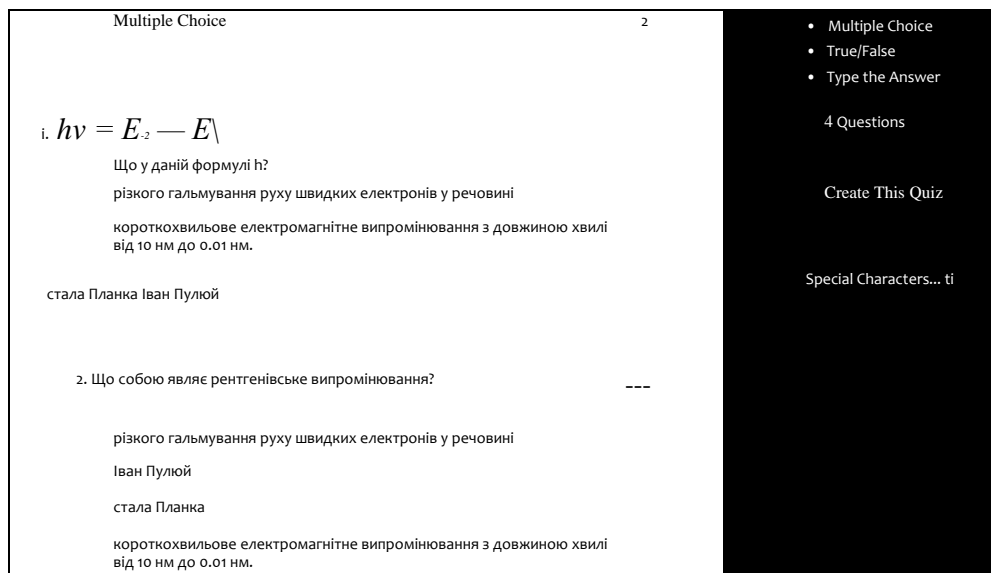 Multiple Choice 2
i. hv = E-2 — E\
Що у даній формулі h?
різкого гальмування руху швидких електронів у речовині
короткохвильове електромагнітне випромінювання з довжиною хвилі
від 10 нм до 0.01 нм.
стала Планка Іван Пулюй
2. Що собою являє рентгенівське випромінювання? ---
різкого гальмування руху швидких електронів у речовині
Іван Пулюй
стала Планка
короткохвильове електромагнітне випромінювання з довжиною хвилі
від 10 нм до 0.01 нм.
• Multiple Choice
• True/False
• Type the Answer
4 Questions
Create This Quiz
Special Characters... ti